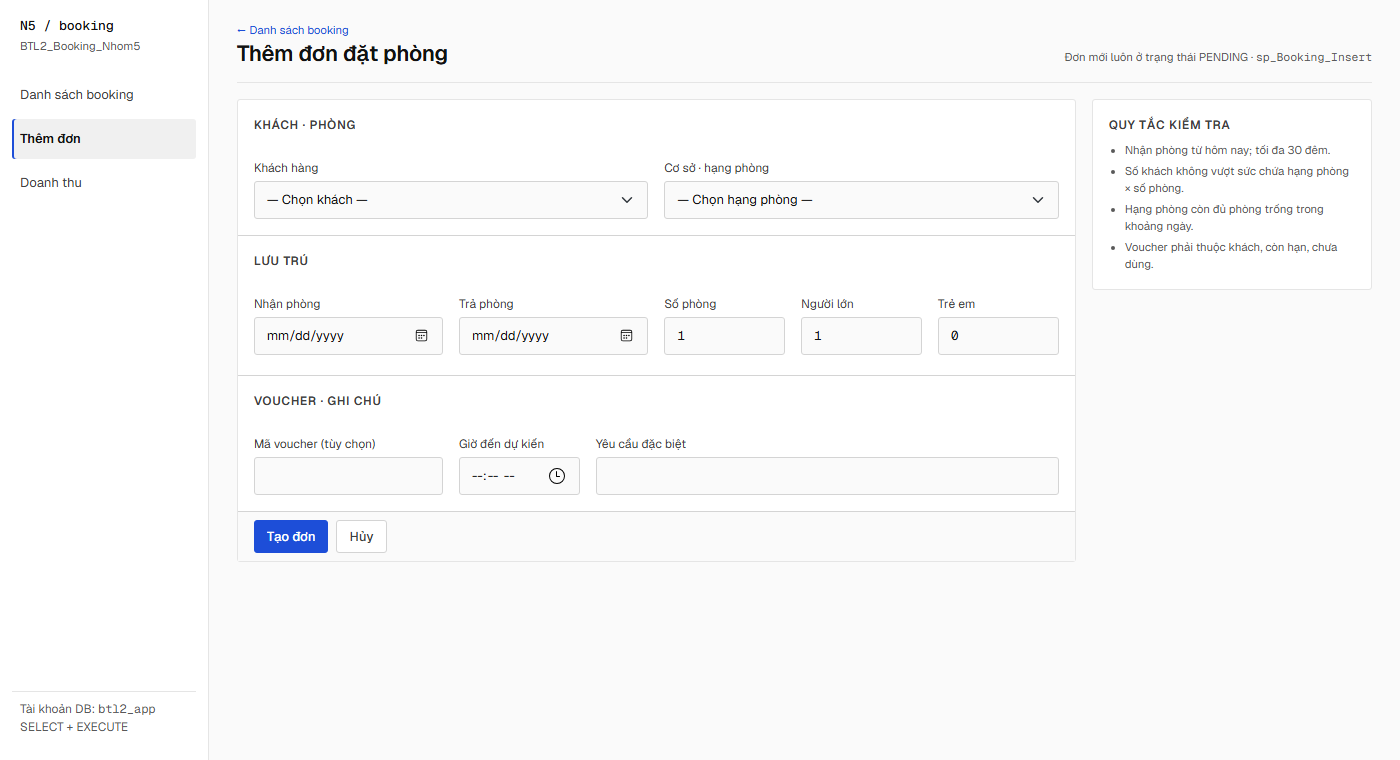 N5 / booking
BTL2_Booking_Nhom5
Danh sách booking
Thêm đơn
Doanh thu
Tài khoản DB: btl2_app
SELECT + EXECUTE
← Danh sách booking
Thêm đơn đặt phòng
Đơn mới luôn ở trạng thái PENDING · sp_Booking_Insert
KHÁCH · PHÒNG
Khách hàng
Cơ sở · hạng phòng
— Chọn khách —
— Chọn hạng phòng —
LƯU TRÚ
Nhận phòng
Trả phòng
Số phòng
Người lớn
Trẻ em
mm/dd/yyyy
mm/dd/yyyy
1
1
0
VOUCHER · GHI CHÚ
Mã voucher (tùy chọn)
Giờ đến dự kiến
Yêu cầu đặc biệt
--:-- --
Tạo đơn
Hủy
QUY TẮC KIỂM TRA
Nhận phòng từ hôm nay; tối đa 30 đêm.
Số khách không vượt sức chứa hạng phòng
× số phòng.
Hạng phòng còn đủ phòng trống trong
khoảng ngày.
Voucher phải thuộc khách, còn hạn, chưa
dùng.